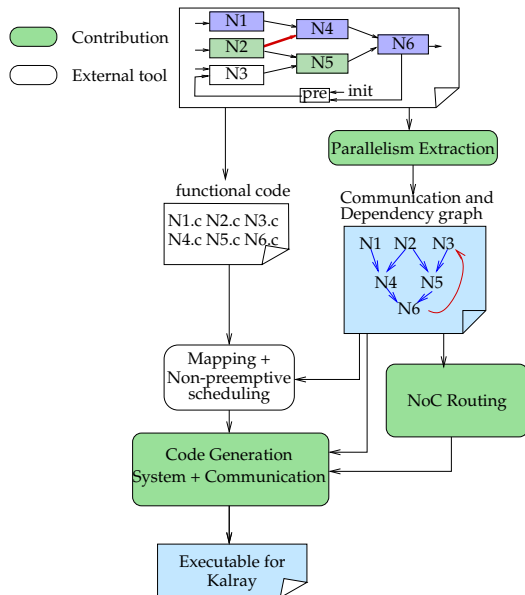 Contribution
External tool
N1
N4
N2
N6
N3
N5
pre
init
Parallelism Extraction
functional code
N1.c N2.c N3.c
N4.c N5.c N6.c
Communication and
Dependency graph
N1 N2 N3
N4 N5
N6
Mapping +
Non-preemptive
scheduling
NoC Routing
Code Generation
System + Communication
Executable for
Kalray